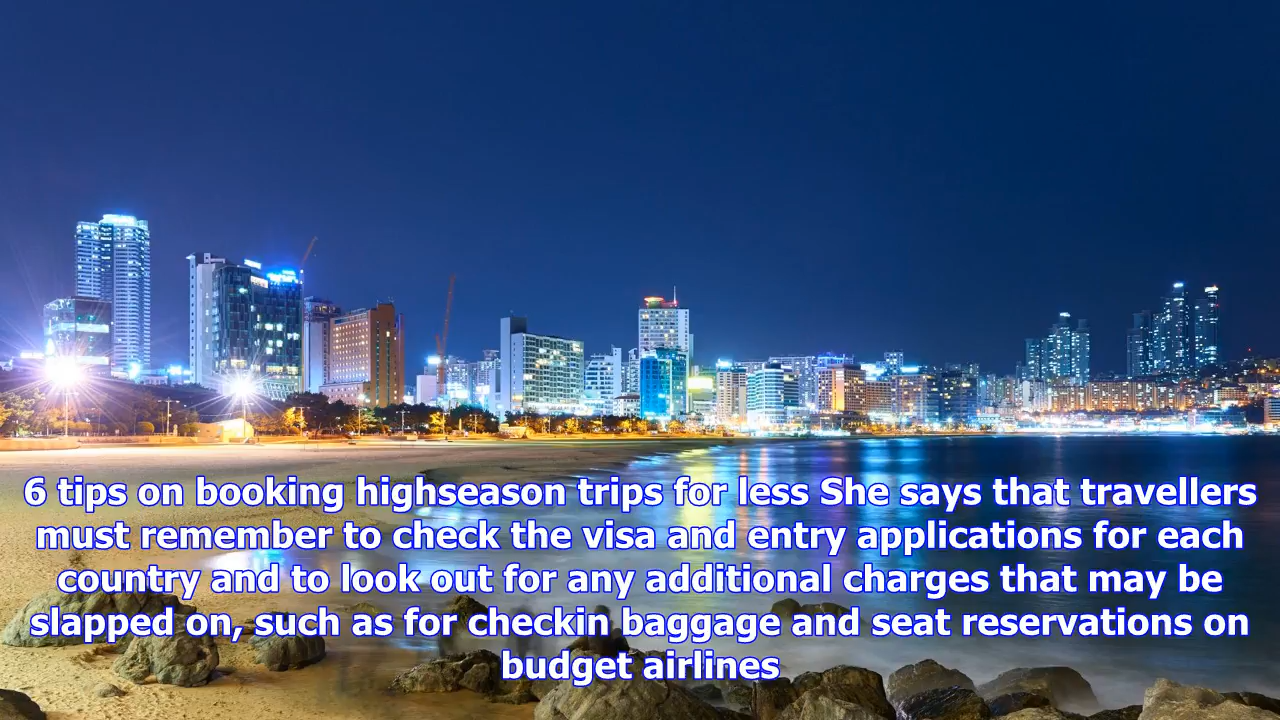 6 tips on booking highseason trips for less She says that travellers
must remember to check the visa and entry applications for each
country and to look out for any additional charges that may be
slapped on, such as for checkin baggage and seat reservations on
budget airlines